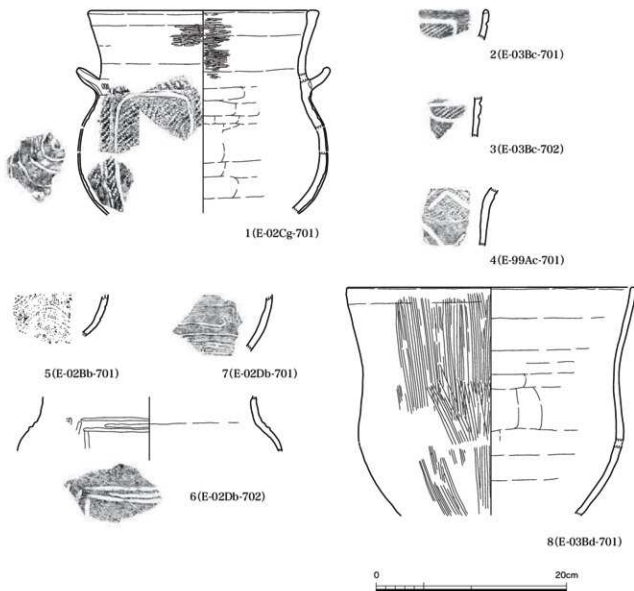 1(E-02Cg-701)
2(E-03Bc-701)
3(E-03Bc-702)
4(E-99Ac-701)
5(E-02Bb-701)
7(E-02Db-701)
6(E-02Db-702)
8(E-03Bd-701)
0 20cm